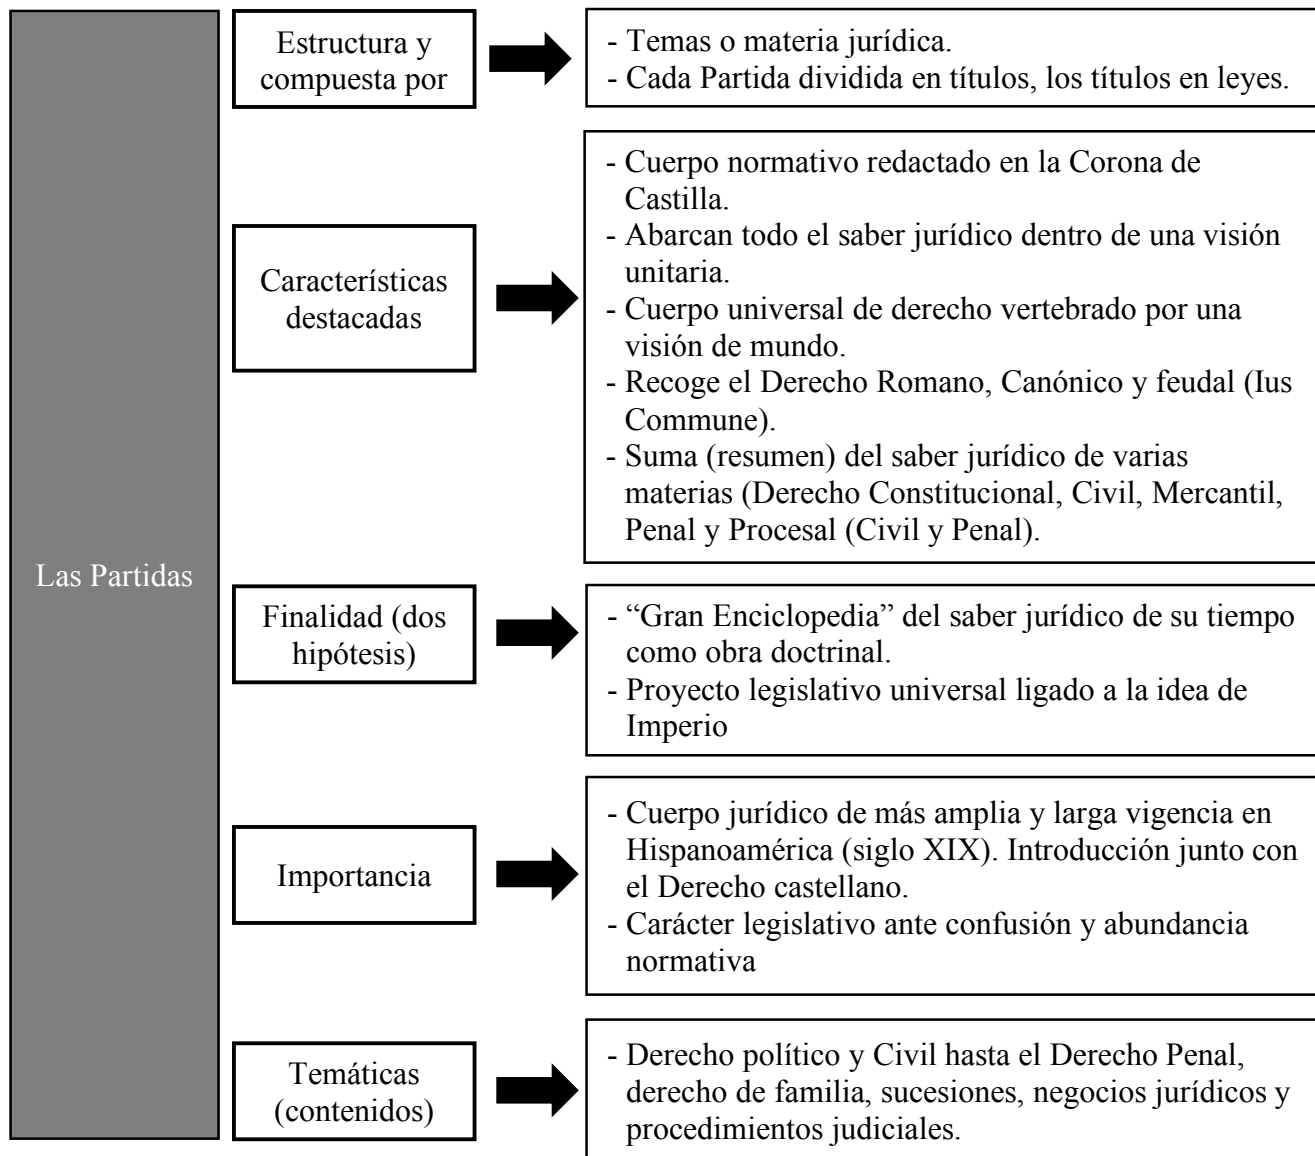 Las Partidas
Estructura y
compuesta por
- Temas o materia jurídica.
- Cada Partida dividida en títulos, los títulos en leyes.
Características
destacadas
- Cuerpo normativo redactado en la Corona de
Castilla.
- Abarcan todo el saber jurídico dentro de una visión
unitaria.
- Cuerpo universal de derecho vertebrado por una
visión de mundo.
- Recoge el Derecho Romano, Canónico y feudal (Ius
Commune).
- Suma (resumen) del saber jurídico de varias
materias (Derecho Constitucional, Civil, Mercantil,
Penal y Procesal (Civil y Penal).
Finalidad (dos
hipótesis)
- “Gran Enciclopedia” del saber jurídico de su tiempo
como obra doctrinal.
- Proyecto legislativo universal ligado a la idea de
Imperio
Importancia
- Cuerpo jurídico de más amplia y larga vigencia en
Hispanoamérica (siglo XIX). Introducción junto con
el Derecho castellano.
- Carácter legislativo ante confusión y abundancia
normativa
Temáticas
(contenidos)
- Derecho político y Civil hasta el Derecho Penal,
derecho de familia, sucesiones, negocios jurídicos y
procedimientos judiciales.